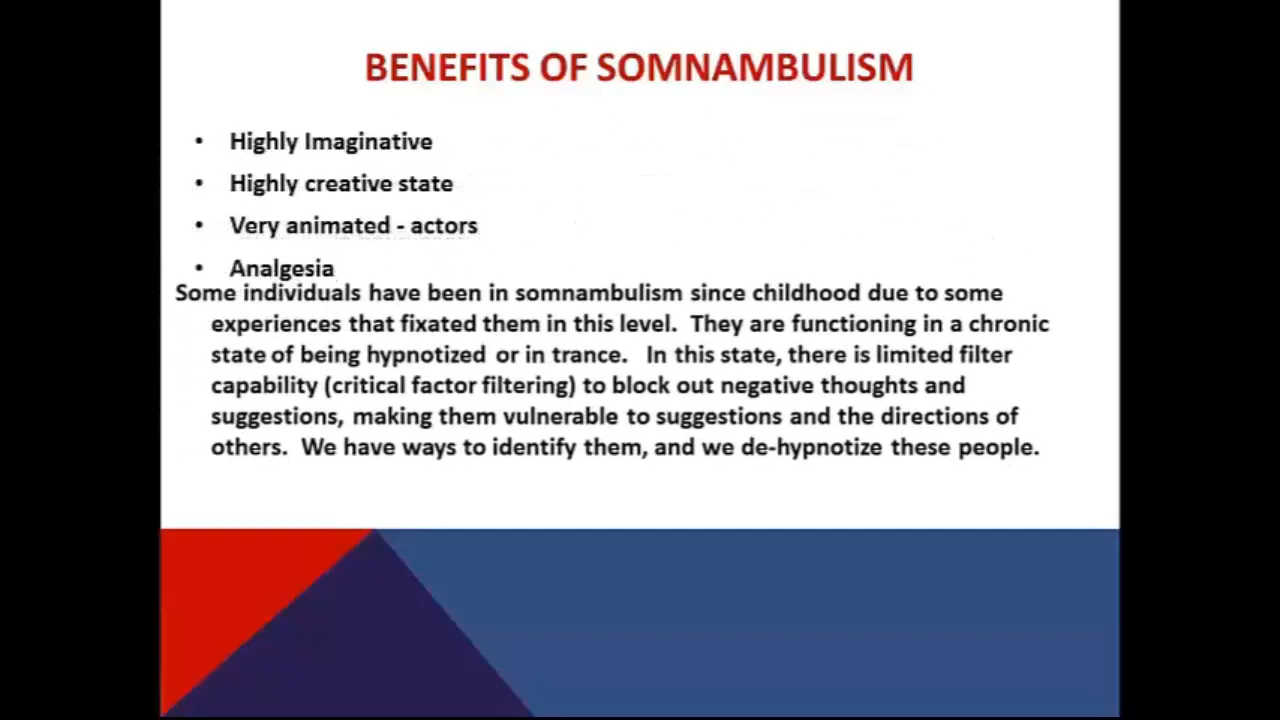 BENEFITS OF SOMNAMBULISM
• Highly Imaginative
• Highly creative state
• Very animated - actors
• Analgesia
Some individuals have been in somnambulism since childhood due to some
experiences that fixated them in this level. They are functioning in a chronic
state of being hypnotized or in trance. In this state, there is limited filter
capability (critical factor filtering) to block out negative thoughts and
suggestions, making them vulnerable to suggestions and the directions of
others. We have ways to identify them, and we de-hypnotize these people.